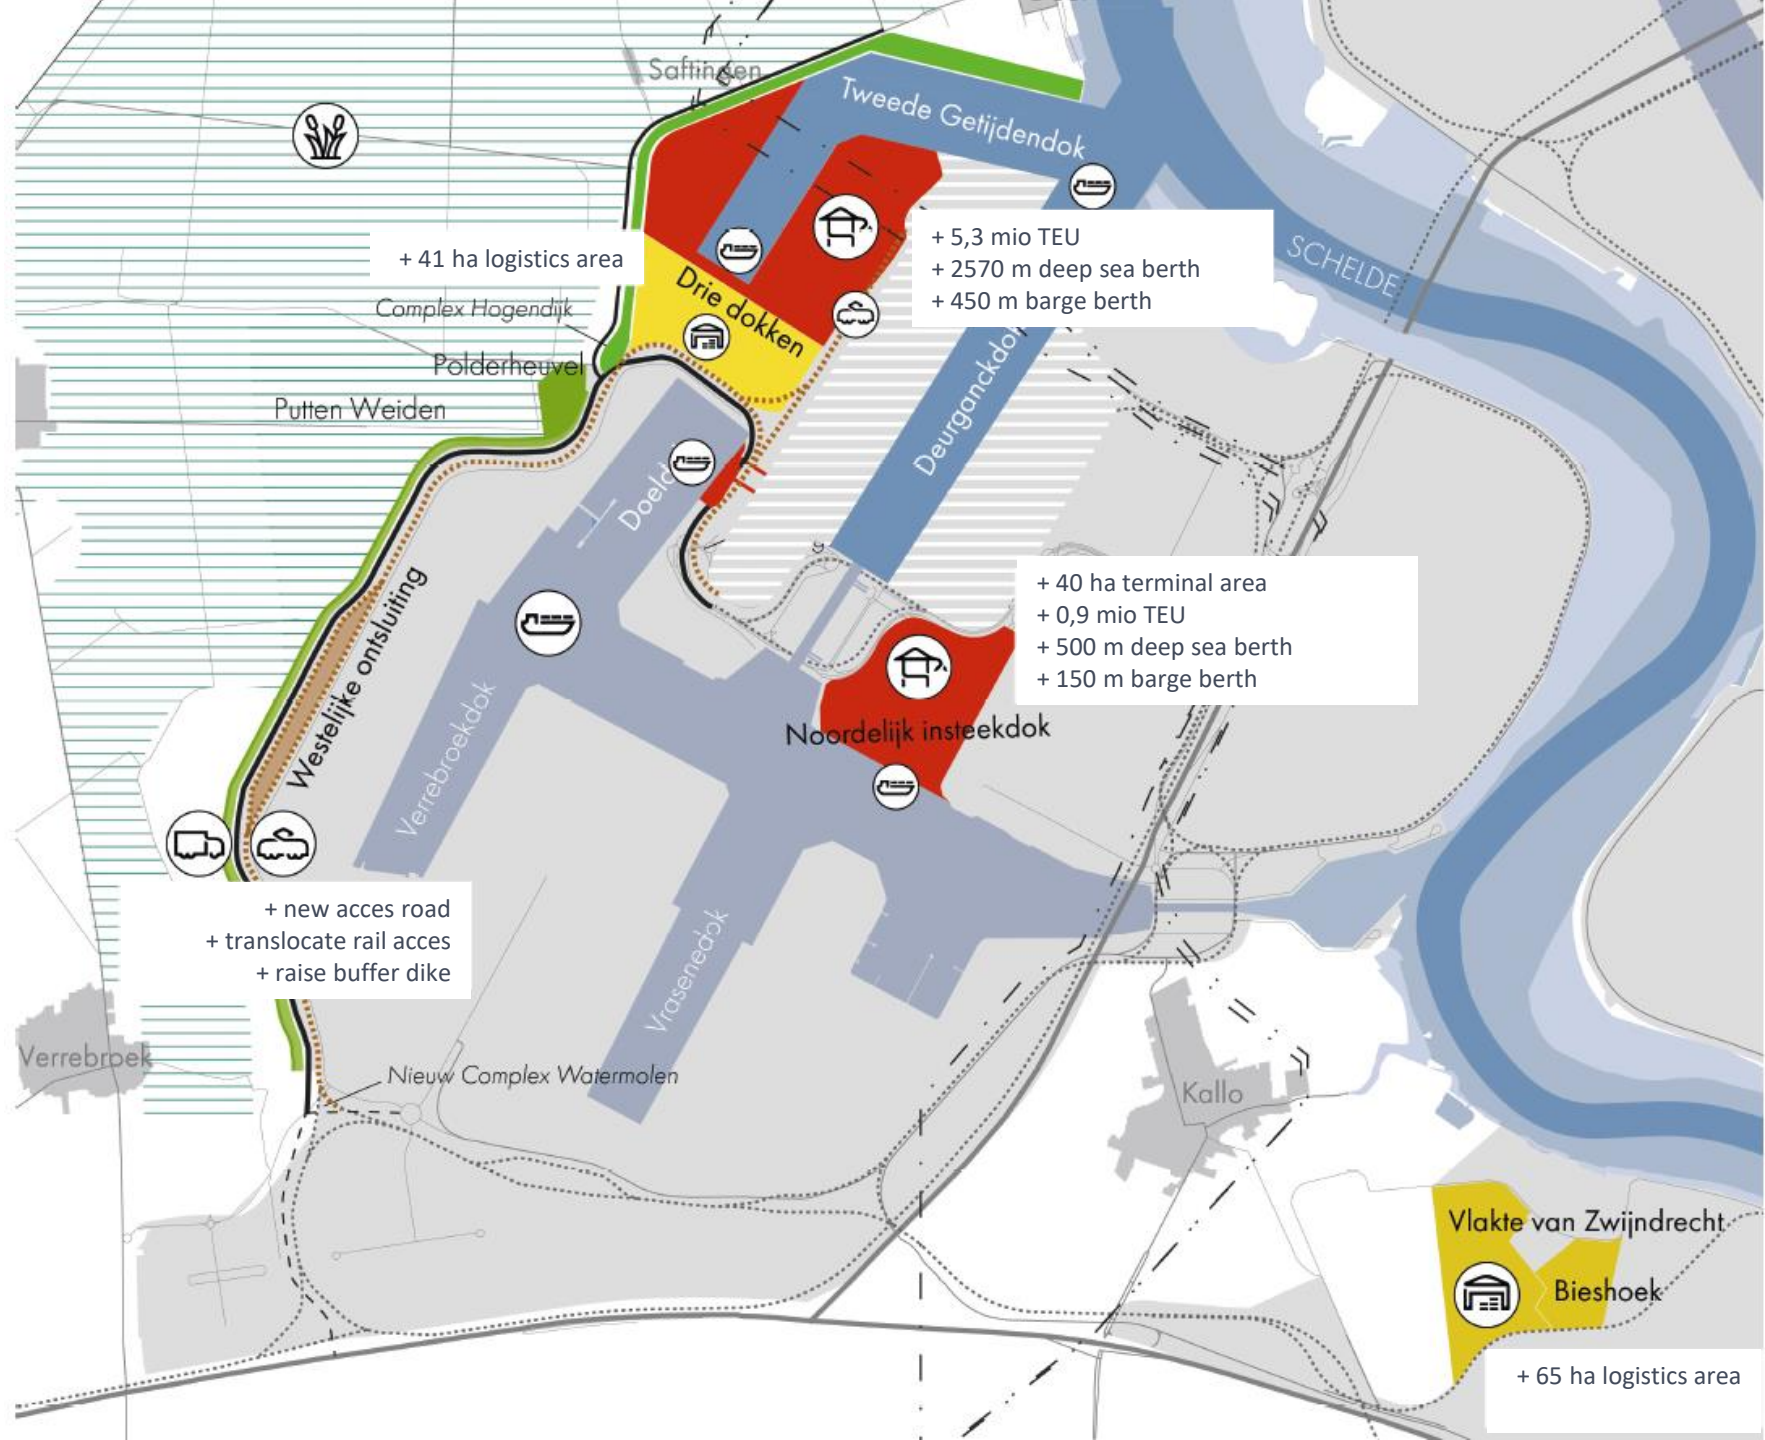 Saftingen
Tweede Getijdendok
+ 41 ha logistics area
+ 5,3 mio TEU
+ 2570 m deep sea berth
+ 450 m barge berth
SCHELDE
Drie dokken
Complex Hogendijk
Polderheuvel
Putten Weiden
Deurganckdok
Doeld
Westelijke ontsluiting
+ 40 ha terminal area
+ 0,9 mio TEU
+ 500 m deep sea berth
+ 150 m barge berth
Verrebroekdok
Noordelijk insteekdok
+ new acces road
+ translocate rail acces
+ raise buffer dike
Vrasenedok
Verrebroek
Nieuw Complex Watermolen
Kallo
Vlakte van Zwijndrecht
Bieshoek
+ 65 ha logistics area